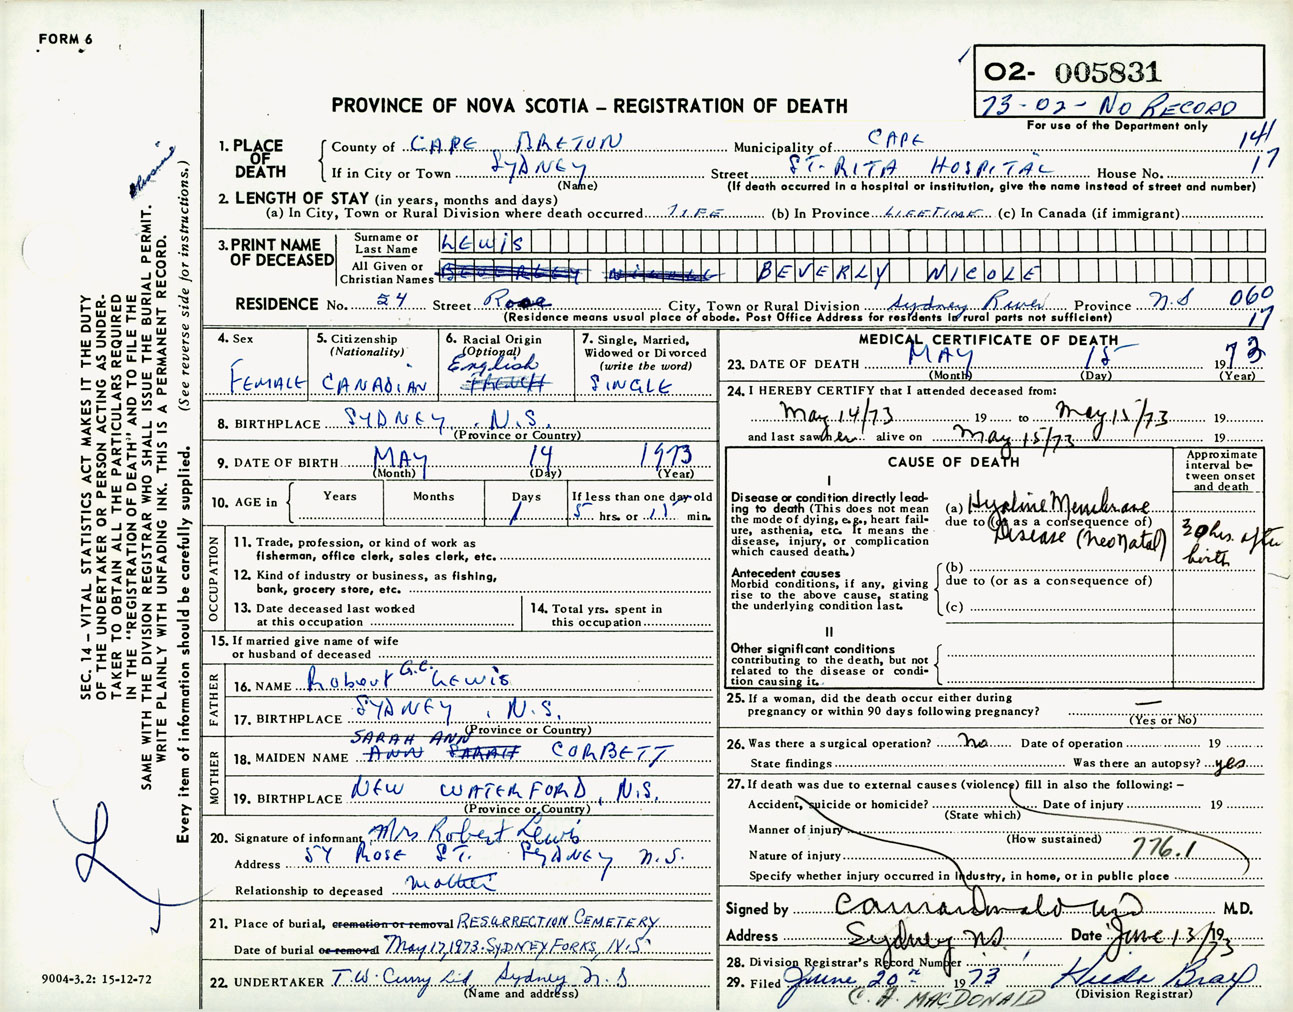 FORM 6
O2- 005831
73-02- NO RECORD
For use of the Department only
PROVINCE OF NOVA SCOTIA – REGISTRATION OF DEATH
1. PLACE OF DEATH
County of CAPE BRETON Municipality of CAPE 141
If in City or Town SYDNEY Street ST. RITA HOSPITAL House No. 17
(Name) (If death occurred in a hospital or institution, give the name instead of street and number)
2. LENGTH OF STAY (in years, months and days)
(a) In City, Town or Rural Division where death occurred LIFE (b) In Province LIFETIME (c) In Canada (if immigrant)
3. PRINT NAME OF DECEASED
Surname or Last Name LEWIS
All Given or Christian Names BEVERLEY NICOLE BEVERLY NICOLE
RESIDENCE No. 54 Street Rose City, Town or Rural Division Sydney River Province N.S 060
(Residence means usual place of abode. Post Office Address for residents in rural parts not sufficient) 17
4. Sex
FEMALE
5. Citizenship (Nationality)
CANADIAN
6. Racial Origin (Optional)
English
FRENCH
7. Single, Married, Widowed or Divorced (write the word)
SINGLE
8. BIRTHPLACE SYDNEY, N.S.
(Province or Country)
9. DATE OF BIRTH MAY 14 1973
(Month) (Day) (Year)
10. AGE in Years Months Days If less than one day old
1 5 hrs. or 15 min.
OCCUPATION
11. Trade, profession, or kind of work as
fisherman, office clerk, sales clerk, etc.
12. Kind of industry or business, as fishing,
bank, grocery store, etc.
13. Date deceased last worked
at this occupation
14. Total yrs. spent in
this occupation
15. If married give name of wife
or husband of deceased
FATHER
16. NAME Robert G.C. LEWIS
17. BIRTHPLACE SYDNEY, N.S.
(Province or Country)
MOTHER
SARAH ANN
18. MAIDEN NAME ANN SARAH CORBETT
19. BIRTHPLACE NEW WATERFORD, N.S.
(Province or Country)
20. Signature of informant Mrs Robert Lewis
Address 54 ROSE ST. SYDNEY N.S.
Relationship to deceased mother
21. Place of burial, cremation or removal RESURRECTION CEMETERY
Date of burial or removal May 17, 1973. SYDNEY FORKS, N.S.
22. UNDERTAKER T.W. Curry Ltd, Sydney N.S
(Name and address)
MEDICAL CERTIFICATE OF DEATH
23. DATE OF DEATH MAY 15 1973
(Month) (Day) (Year)
24. I HEREBY CERTIFY that I attended deceased from:
May 14/73 19 to May 15/73 19
and last saw her alive on May 15/73 19
CAUSE OF DEATH
Approximate interval between onset and death
I
Disease or condition directly leading to death (This does not mean the mode of dying, e.g., heart failure, asthenia, etc. It means the disease, injury, or complication which caused death.)
(a) Hyaline Membrane
due to (or as a consequence of)
Disease (neonatal)
30 hrs. after birth
Antecedent causes
Morbid conditions, if any, giving rise to the above cause, stating the underlying condition last.
(b)
due to (or as a consequence of)
(c)
II
Other significant conditions
contributing to the death, but not related to the disease or condition causing it.
25. If a woman, did the death occur either during
pregnancy or within 90 days following pregnancy? —
(Yes or No)
26. Was there a surgical operation? no Date of operation 19
State findings Was there an autopsy? yes
27. If death was due to external causes (violence) fill in also the following: –
Accident, suicide or homicide? Date of injury 19
(State which)
Manner of injury
(How sustained)
Nature of injury 776.1
Specify whether injury occurred in industry, in home, or in public place
Signed by M.D.
Address Sydney NS. Date June 13/1973
28. Division Registrar's Record Number
29. Filed June 20th 1973
(Division Registrar)
C. A. MACDONALD
SEC. 14 – VITAL STATISTICS ACT MAKES IT THE DUTY
OF THE UNDERTAKER OR PERSON ACTING AS UNDER-
TAKER TO OBTAIN ALL THE PARTICULARS REQUIRED
IN THE "REGISTRATION OF DEATH" AND TO FILE THE
SAME WITH THE DIVISION REGISTRAR WHO SHALL ISSUE THE BURIAL PERMIT.
WRITE PLAINLY WITH UNFADING INK. THIS IS A PERMANENT RECORD.
Every item of information should be carefully supplied. (See reverse side for instructions.)
9004-3.2: 15-12-72